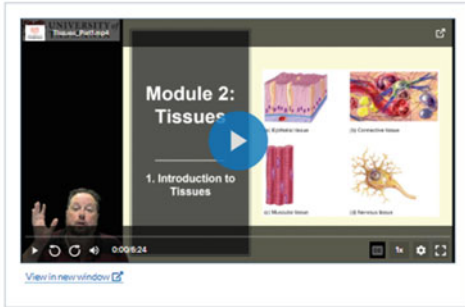 UNIVERSITY of
Tissues_Part1.mp4
Module 2:
Tissues
1. Introduction to
Tissues
(a) Epithelial tissue
(b) Connective tissue
(c) Muscular tissue
(d) Nervous tissue
0:00/6:24
1x
View in new window